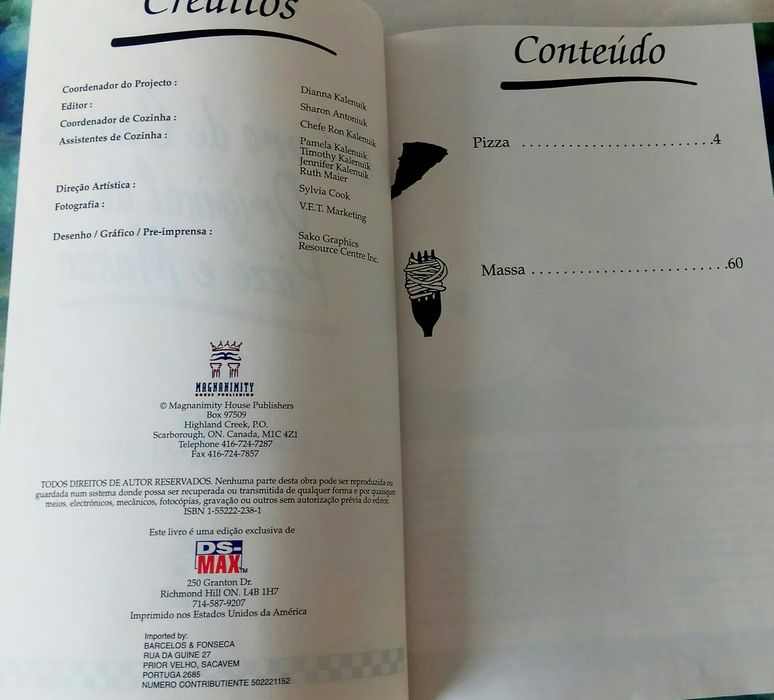 Créditos
Coordenador do Projecto : Dianna Kalenuik
Editor : Sharon Antoniuk
Coordenador de Cozinha : Chefe Ron Kalenuik
Assistentes de Cozinha : Pamela Kalenuik
Timothy Kalenuik
Jennifer Kalenuik
Ruth Maier
Direção Artística : Sylvia Cook
Fotografia : V.E.T. Marketing
Desenho / Gráfico / Pre-imprensa : Sako Graphics
Resource Centre Inc.
MAGNANIMITY
HOUSE PUBLISHING
© Magnanimity House Publishers
Box 97509
Highland Creek, P.O.
Scarborough, ON. Canada, M1C 4Z1
Telephone 416-724-7287
Fax 416-724-7857
TODOS DIREITOS DE AUTOR RESERVADOS. Nenhuma parte desta obra pode ser reproduzida ou
guardada num sistema donde possa ser recuperada ou transmitida de qualquer forma e por quisquer
meios, electrónicos, mecânicos, fotocópias, gravação ou outros sem autorização prévia do editor.
ISBN 1-55222-238-1
Este livro é uma edição exclusiva de
DS-
MAX™
250 Granton Dr.
Richmond Hill ON. L4B 1H7
714-587-9207
Imprimido nos Estados Unidos da América
Imported by:
BARCELOS & FONSECA
RUA DA GUINE 27
PRIOR VELHO, SACAVEM
PORTUGA 2685
NUMERO CONTRIBUTIENTE 502221152
Conteúdo
Pizza ..........................4
Massa ..........................60